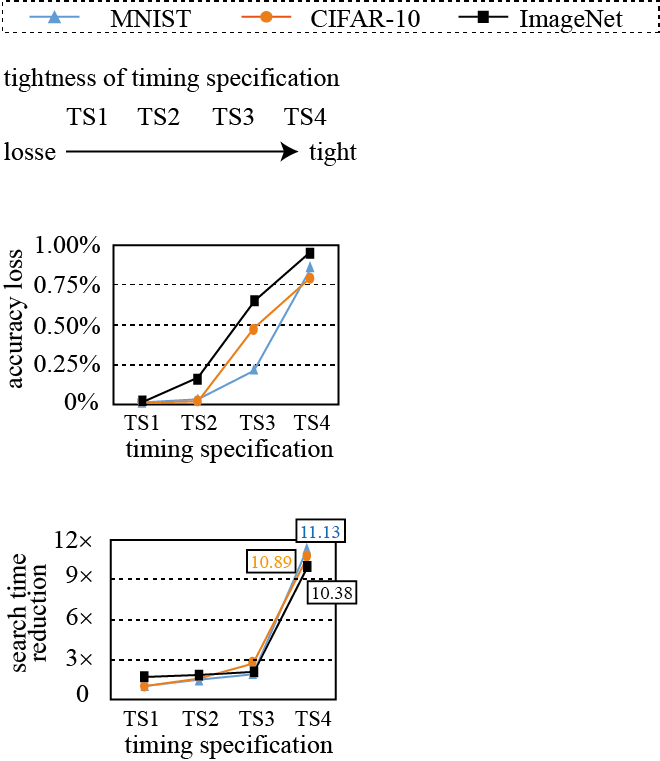 MNIST CIFAR-10 ImageNet
tightness of timing specification
TS1 TS2 TS3 TS4
losse tight
accuracy loss
1.00%
0.75%
0.50%
0.25%
0%
TS1 TS2 TS3 TS4
timing specification
search time
reduction
12×
9×
6×
3×
0
11.13
10.89
10.38
TS1 TS2 TS3 TS4
timing specification